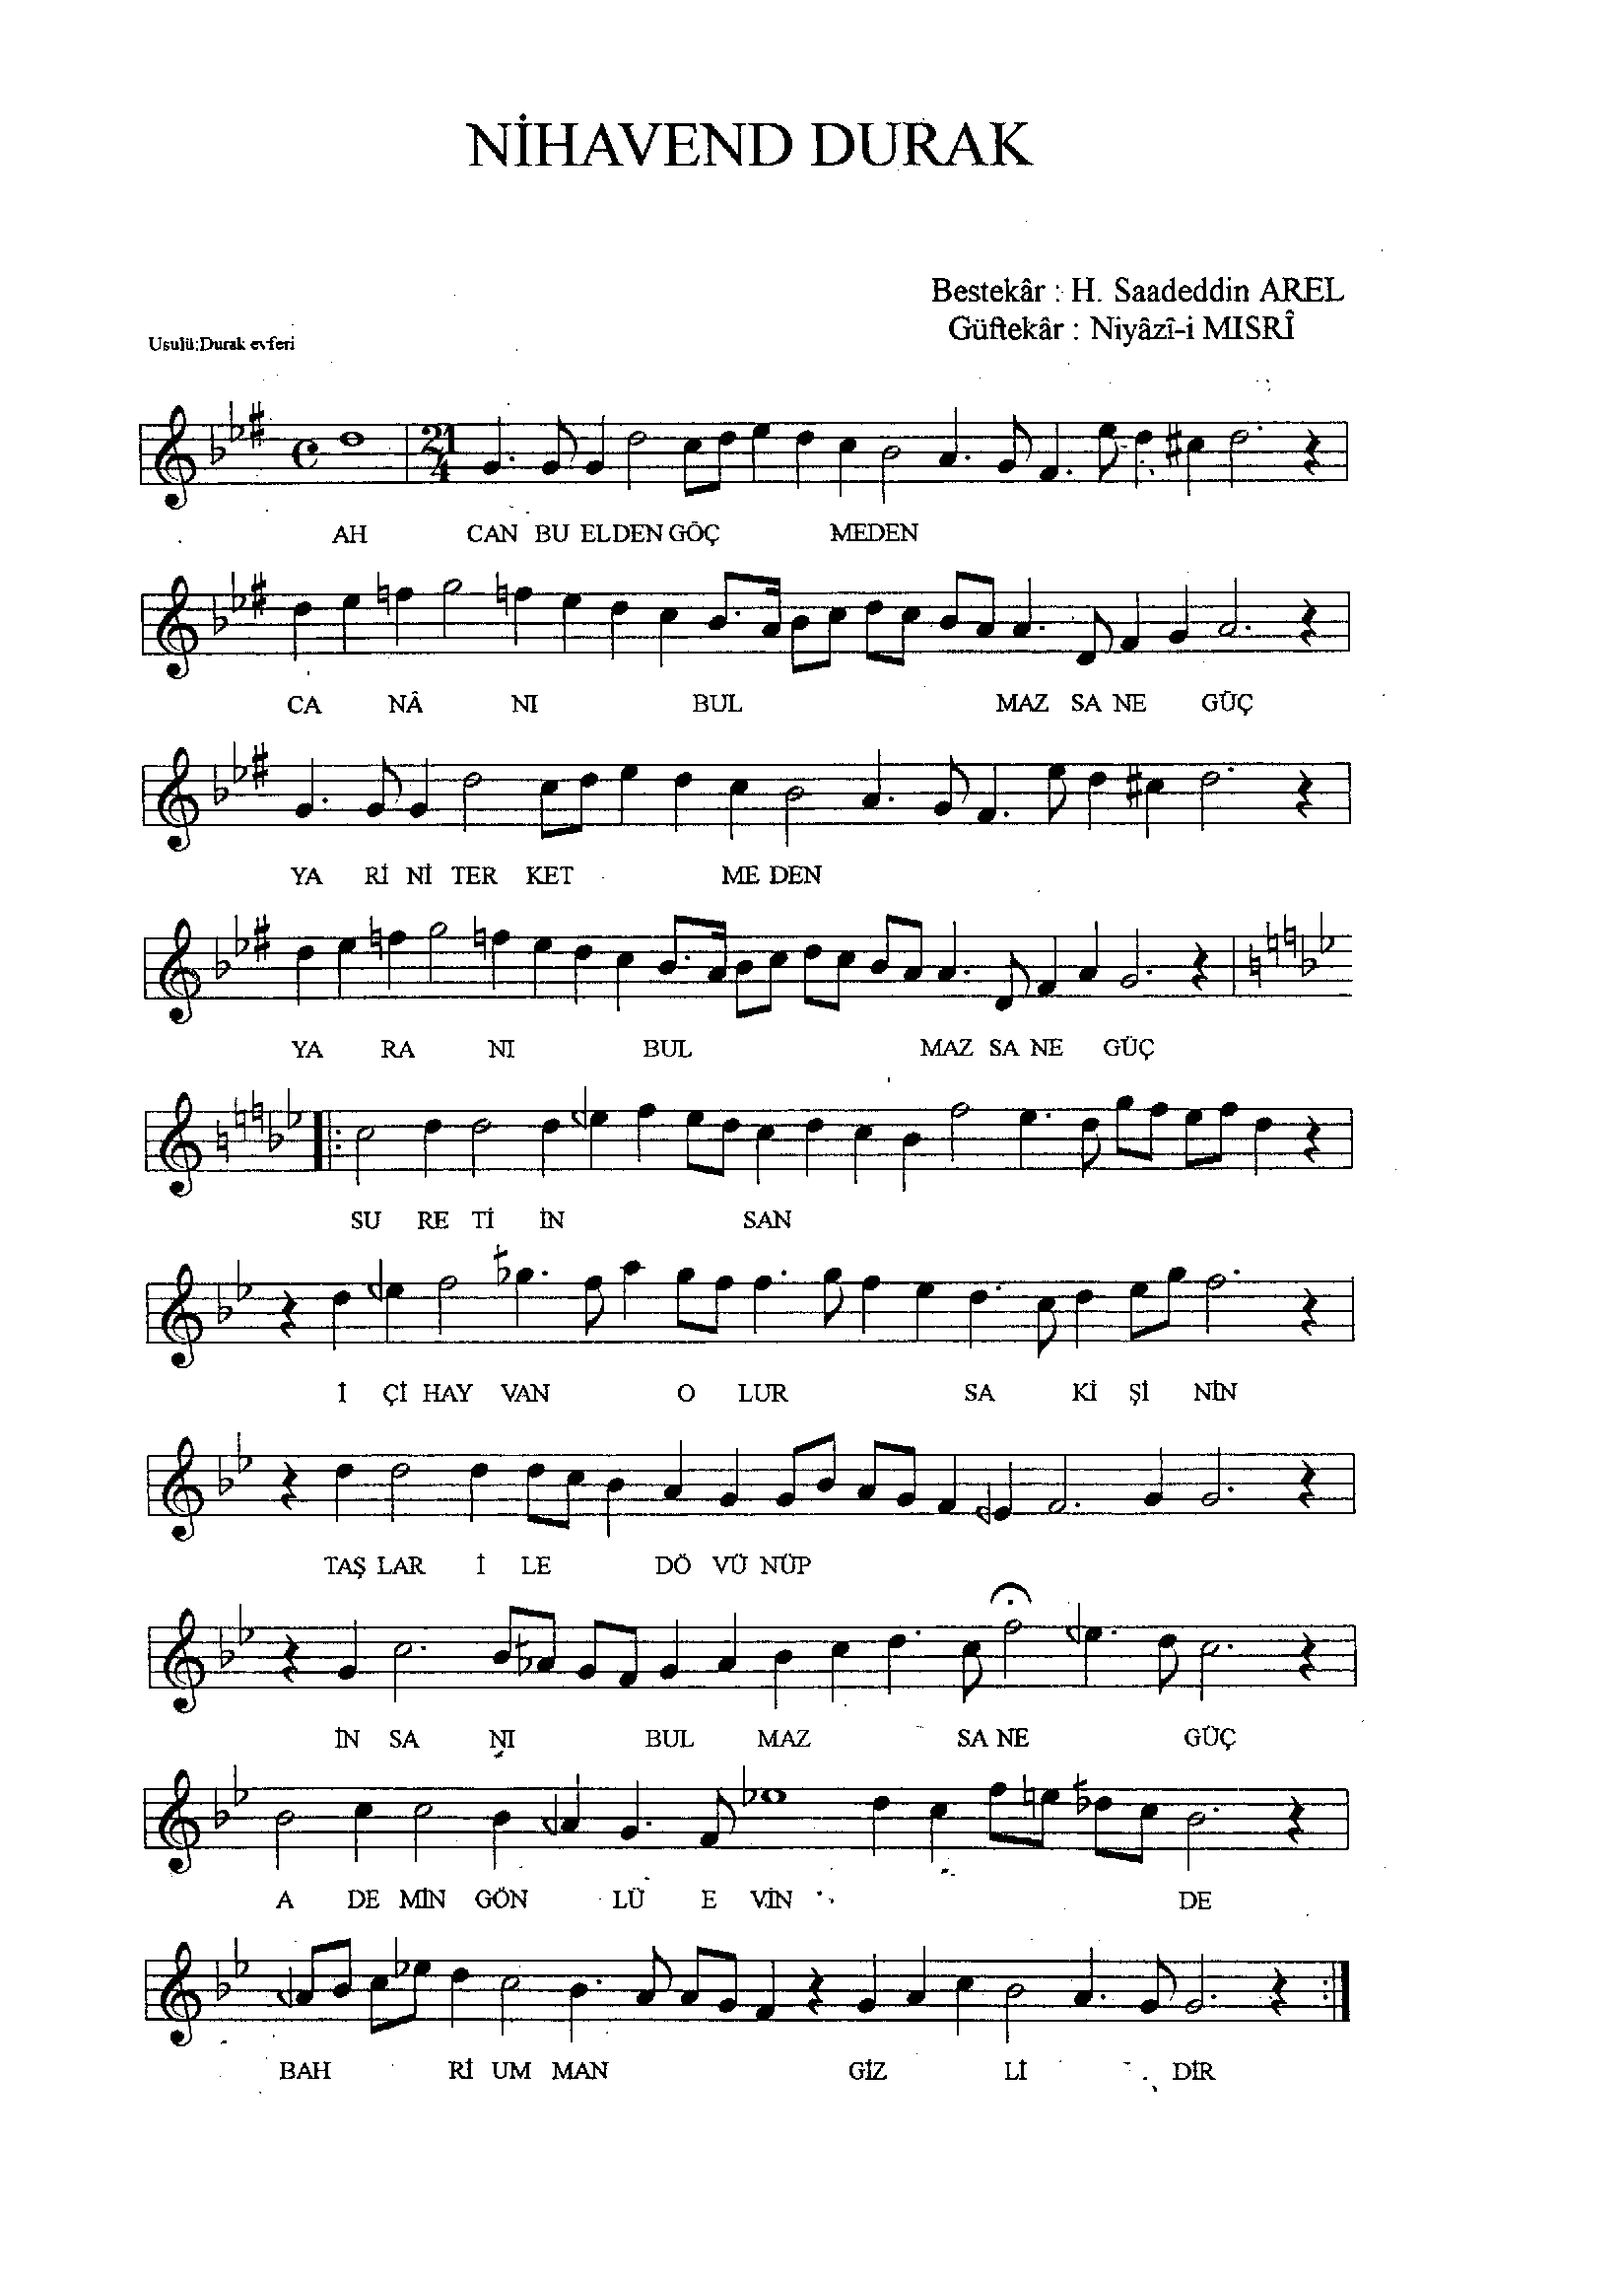 NİHAVEND DURAK
Bestekâr : H. Saadeddin AREL
Güftekâr : Niyâzî-i MISRÎ
Usulü:Durak evferi
21
4
AH CAN BU ELDEN GÖÇ MEDEN
CA NÂ NI BUL MAZ SA NE GÜÇ
YA Rİ Nİ TER KET ME DEN
YA RA NI BUL MAZ SA NE GÜÇ
SU RE Tİ İN SAN
İ Çİ HAY VAN O LUR SA Kİ Şİ NİN
TAŞ LAR İ LE DÖ VÜ NÜP
İN SA NI BUL MAZ SA NE GÜÇ
A DE MİN GÖN LÜ E VİN DE
BAH Rİ UM MAN GİZ Lİ DİR